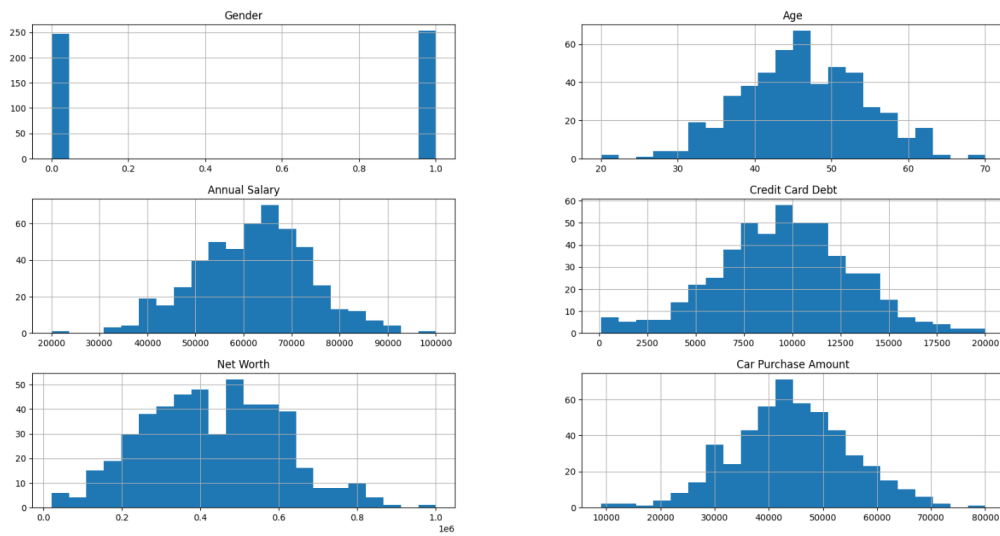 Gender
250
200
150
100
50
0
0.0 0.2 0.4 0.6 0.8 1.0
Age
60
40
20
0
20 30 40 50 60 70
Annual Salary
60
40
20
0
20000 30000 40000 50000 60000 70000 80000 90000 100000
Credit Card Debt
60
50
40
30
20
10
0
0 2500 5000 7500 10000 12500 15000 17500 20000
Net Worth
50
40
30
20
10
0
0.0 0.2 0.4 0.6 0.8 1.0
1e6
Car Purchase Amount
60
40
20
0
10000 20000 30000 40000 50000 60000 70000 80000